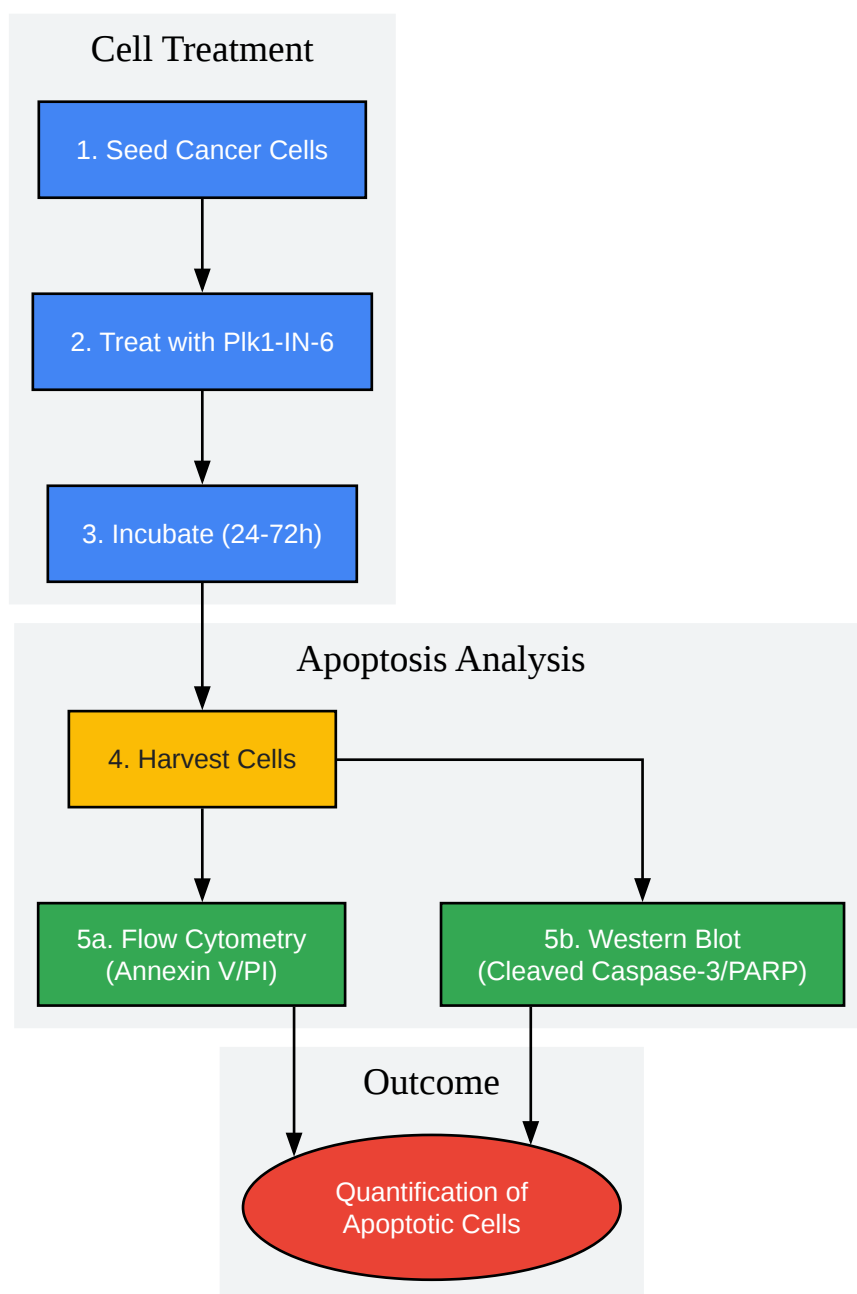 Cell Treatment
1. Seed Cancer Cells
2. Treat with Plk1-IN-6
3. Incubate (24-72h)
Apoptosis Analysis
4. Harvest Cells
5a. Flow Cytometry
(Annexin V/PI)
5b. Western Blot
(Cleaved Caspase-3/PARP)
Outcome
Quantification of
Apoptotic Cells